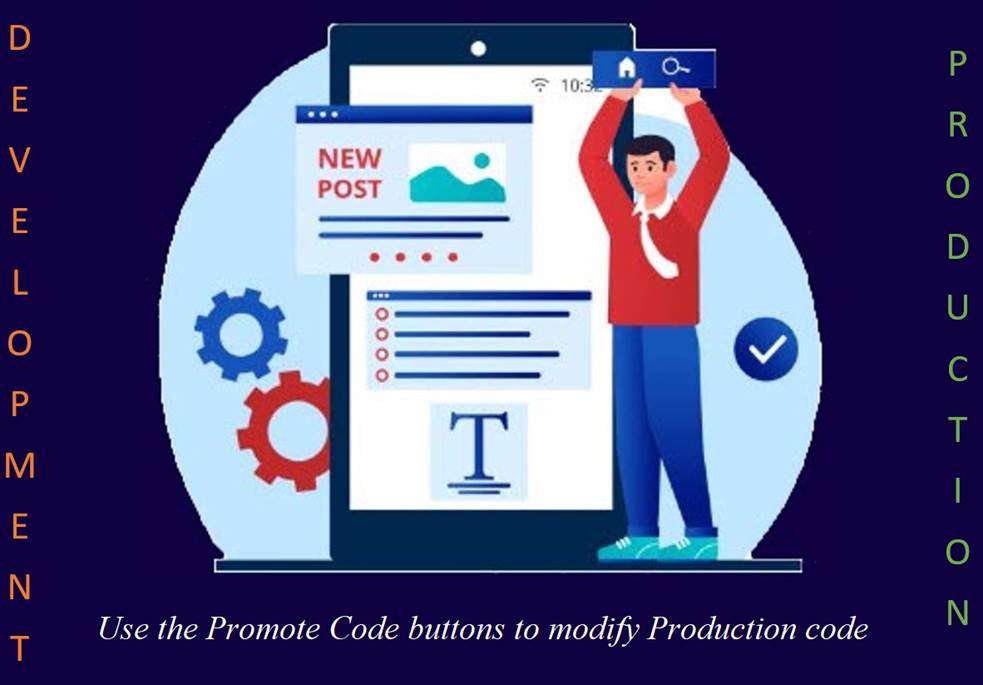 DEVELOPMENT
10:32
NEW
POST
T
PRODUCTION
Use the Promote Code buttons to modify Production code